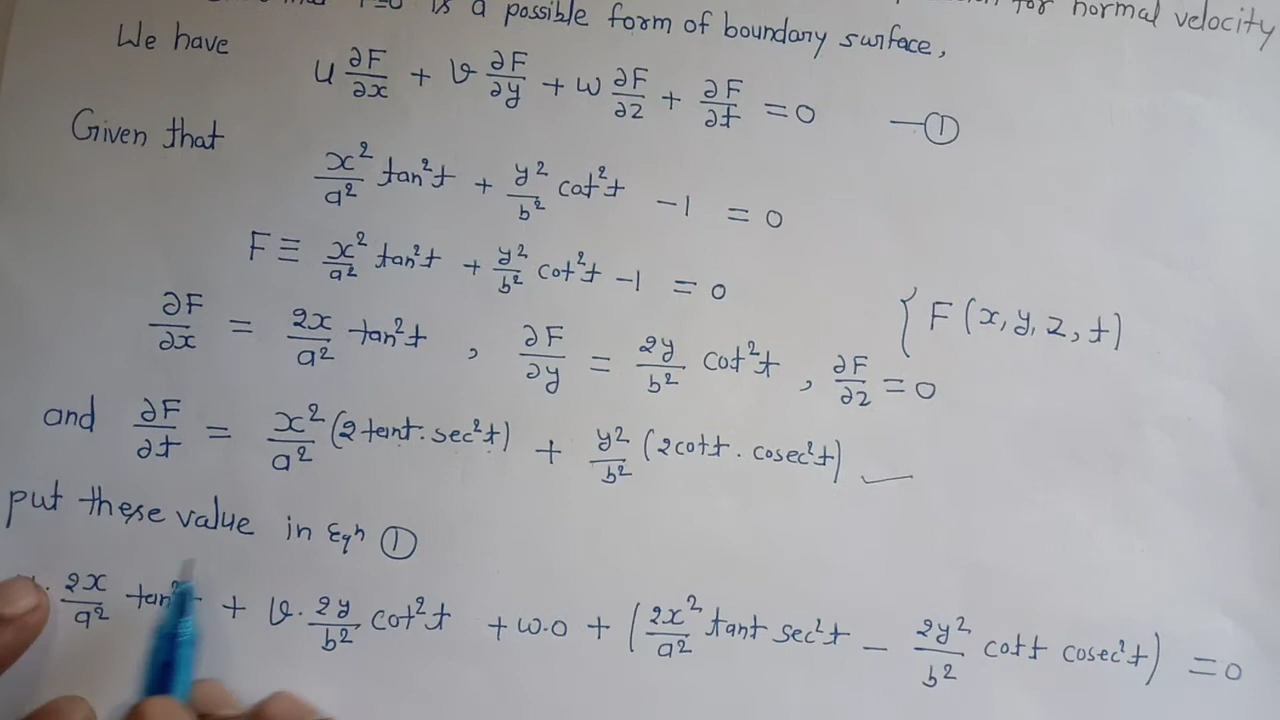 is a possible form of boundary surface, for normal velocity
We have
u ∂F/∂x + v ∂F/∂y + w ∂F/∂z + ∂F/∂t = 0 —①
Given that
x²/a² tan²t + y²/b² cot²t - 1 = 0
F ≡ x²/a² tan²t + y²/b² cot²t - 1 = 0
{ F(x, y, z, t)
∂F/∂x = 2x/a² tan²t , ∂F/∂y = 2y/b² cot²t , ∂F/∂z = 0
and ∂F/∂t = x²/a² (2 tant. sec²t) + y²/b² (2cott. cosec²t)
put these value in Eqⁿ ①
2x/a² tan² + v. 2y/b² cot²t + w.0 + (2x²/a² tant sec²t - 2y²/b² cott cosec²t) = 0